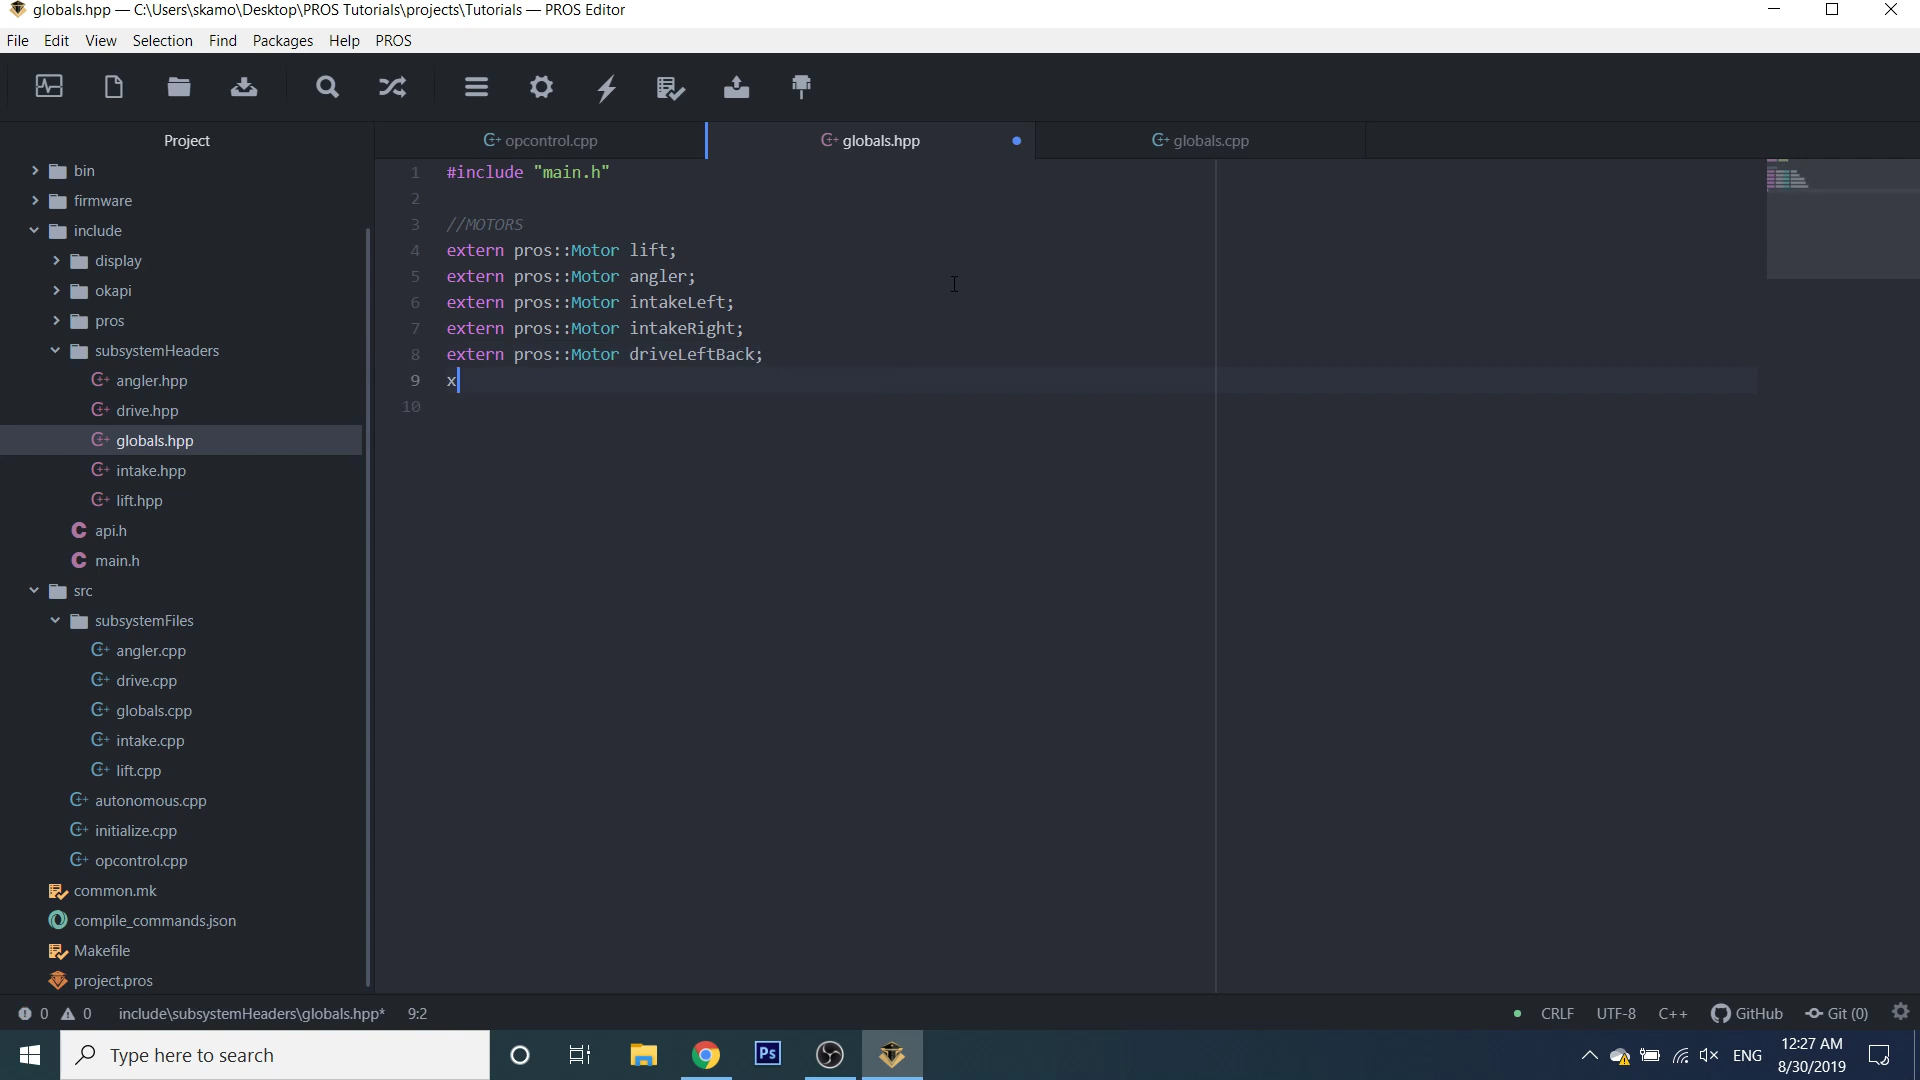 globals.hpp — C:\Users\skamo\Desktop\PROS Tutorials\projects\Tutorials — PROS Editor
File Edit View Selection Find Packages Help PROS
Project
opcontrol.cpp
globals.hpp
globals.cpp
bin
firmware
include
display
okapi
pros
subsystemHeaders
angler.hpp
drive.hpp
globals.hpp
intake.hpp
lift.hpp
api.h
main.h
src
subsystemFiles
angler.cpp
drive.cpp
globals.cpp
intake.cpp
lift.cpp
autonomous.cpp
initialize.cpp
opcontrol.cpp
common.mk
compile_commands.json
Makefile
project.pros
1 #include "main.h"
2
3 //MOTORS
4 extern pros::Motor lift;
5 extern pros::Motor angler;
6 extern pros::Motor intakeLeft;
7 extern pros::Motor intakeRight;
8 extern pros::Motor driveLeftBack;
9 x
10
0 0 include\subsystemHeaders\globals.hpp* 9:2
CRLF UTF-8 C++ GitHub Git (0)
Type here to search
Ps
ENG
12:27 AM
8/30/2019